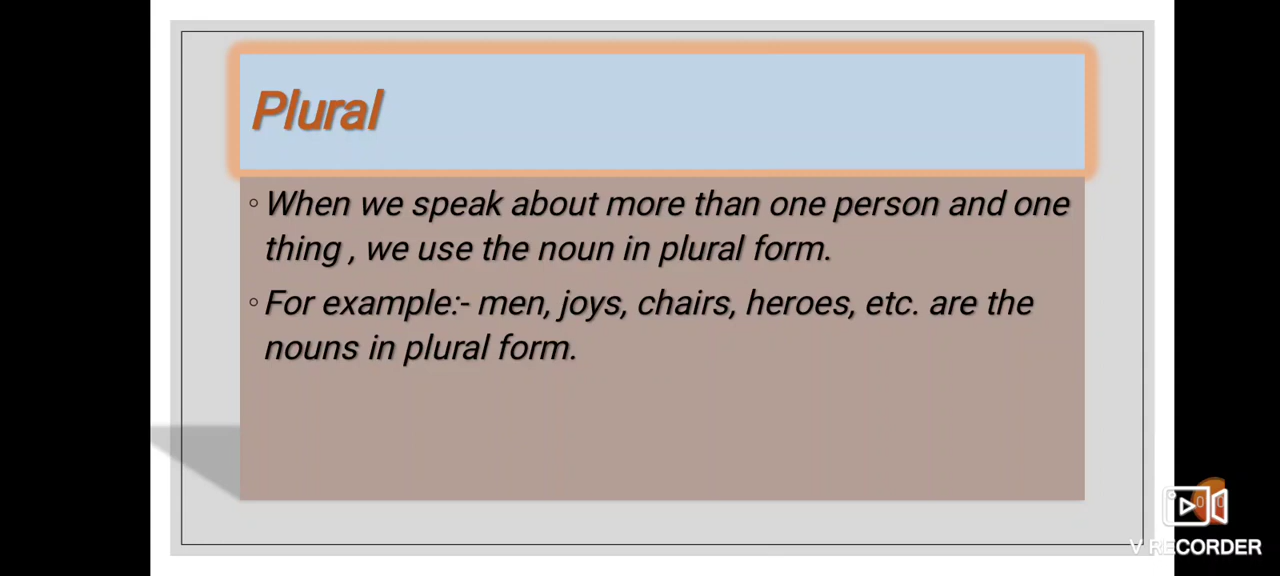 Plural
◦ When we speak about more than one person and one
thing , we use the noun in plural form.
◦ For example:- men, joys, chairs, heroes, etc. are the
nouns in plural form.
V RECORDER